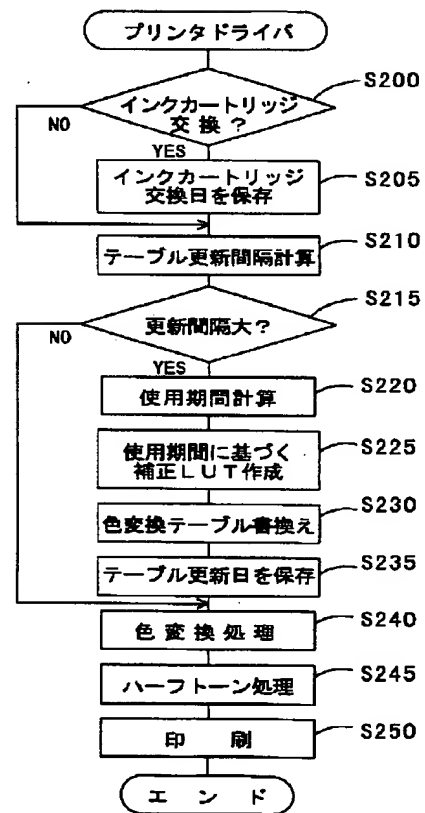 プリンタドライバ
S200
インクカートリッジ
交換？
NO
YES
S205
インクカートリッジ
交換日を保存
S210
テーブル更新間隔計算
S215
更新間隔大？
NO
YES
S220
使用期間計算
S225
使用期間に基づく
補正ＬＵＴ作成
S230
色変換テーブル書換え
S235
テーブル更新日を保存
S240
色変換処理
S245
ハーフトーン処理
S250
印刷
エンド